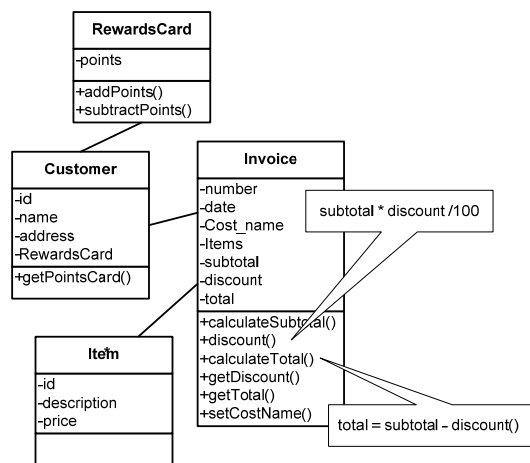 RewardsCard
-points
+addPoints()
+subtractPoints()
Customer
-id
-name
-address
-RewardsCard
+getPointsCard()
Invoice
-number
-date
-Cost_name
-Items
-subtotal
-discount
-total
+calculateSubtotal()
+discount()
+calculateTotal()
+getDiscount()
+getTotal()
+setCostName()
subtotal * discount /100
total = subtotal - discount()
Item
*
-id
-description
-price